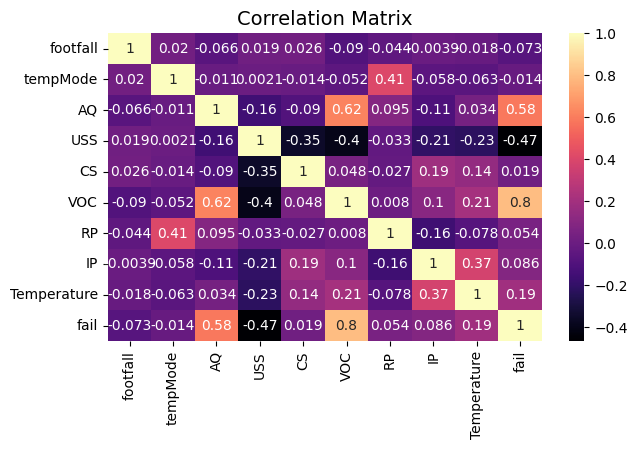 Correlation Matrix
footfall 1 0.02 -0.066 0.019 0.026 -0.09 -0.044 0.0039 -0.018 -0.073
tempMode 0.02 1 -0.011 0.0021 -0.014 -0.052 0.41 -0.058 -0.063 -0.014
AQ -0.066 -0.011 1 -0.16 -0.09 0.62 0.095 -0.11 0.034 0.58
USS 0.019 0.0021 -0.16 1 -0.35 -0.4 -0.033 -0.21 -0.23 -0.47
CS 0.026 -0.014 -0.09 -0.35 1 0.048 -0.027 0.19 0.14 0.019
VOC -0.09 -0.052 0.62 -0.4 0.048 1 0.008 0.1 0.21 0.8
RP -0.044 0.41 0.095 -0.033 -0.027 0.008 1 -0.16 -0.078 0.054
IP 0.0039 -0.058 -0.11 -0.21 0.19 0.1 -0.16 1 0.37 0.086
Temperature -0.018 -0.063 0.034 -0.23 0.14 0.21 -0.078 0.37 1 0.19
fail -0.073 -0.014 0.58 -0.47 0.019 0.8 0.054 0.086 0.19 1
footfall tempMode AQ USS CS VOC RP IP Temperature fail
1.0
0.8
0.6
0.4
0.2
0.0
−0.2
−0.4